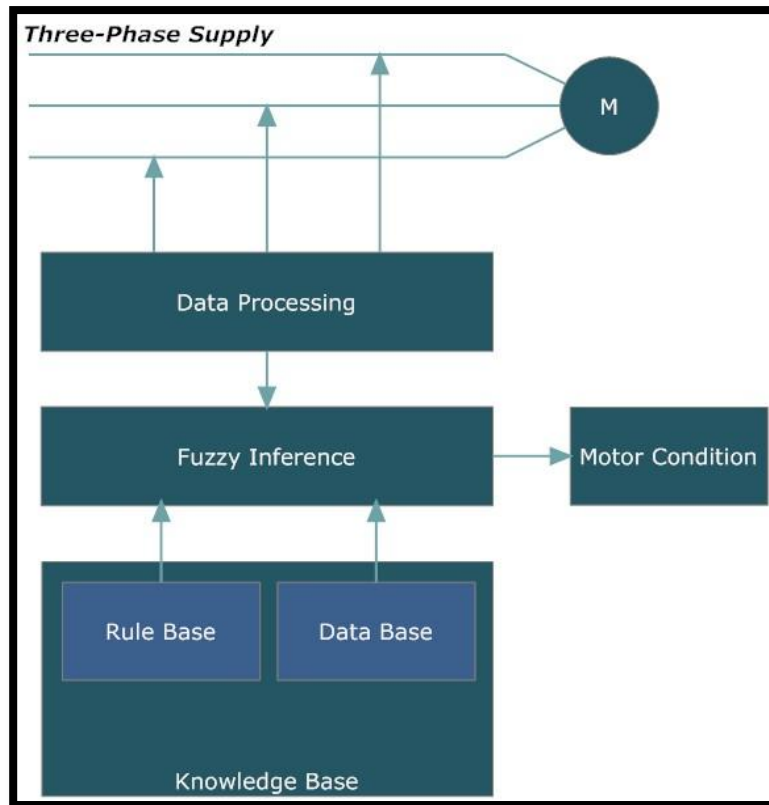 Three-Phase Supply
M
Data Processing
Fuzzy Inference
Motor Condition
Rule Base
Data Base
Knowledge Base